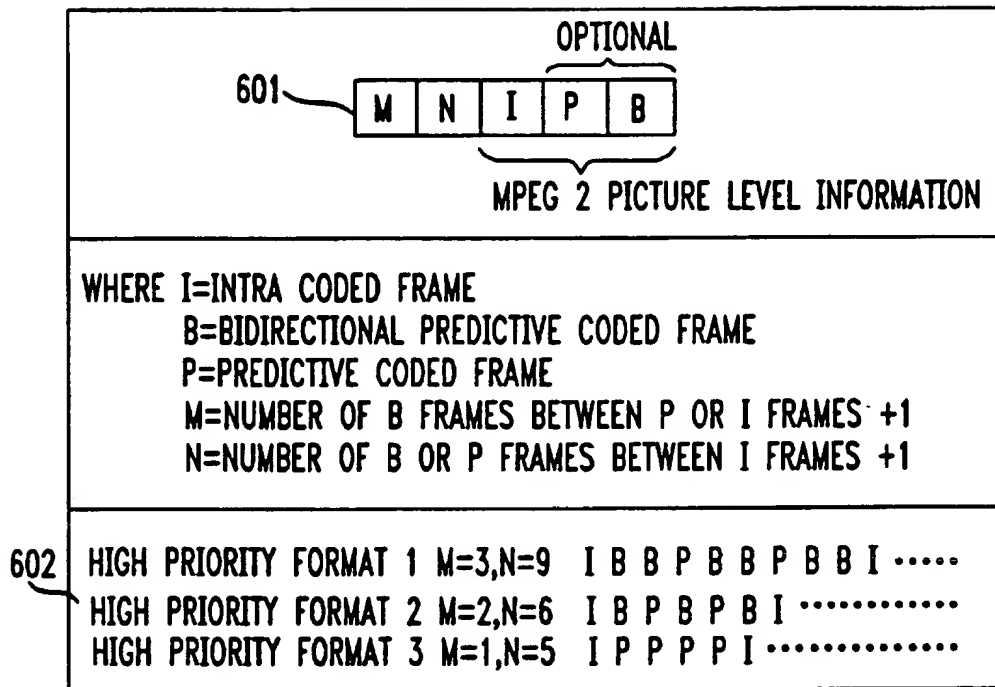 OPTIONAL
601
M N I P B
MPEG 2 PICTURE LEVEL INFORMATION
WHERE I=INTRA CODED FRAME
B=BIDIRECTIONAL PREDICTIVE CODED FRAME
P=PREDICTIVE CODED FRAME
M=NUMBER OF B FRAMES BETWEEN P OR I FRAMES +1
N=NUMBER OF B OR P FRAMES BETWEEN I FRAMES +1
602
HIGH PRIORITY FORMAT 1 M=3,N=9 I B B P B B P B B I .....
HIGH PRIORITY FORMAT 2 M=2,N=6 I B P B P B I ............
HIGH PRIORITY FORMAT 3 M=1,N=5 I P P P P I ..............